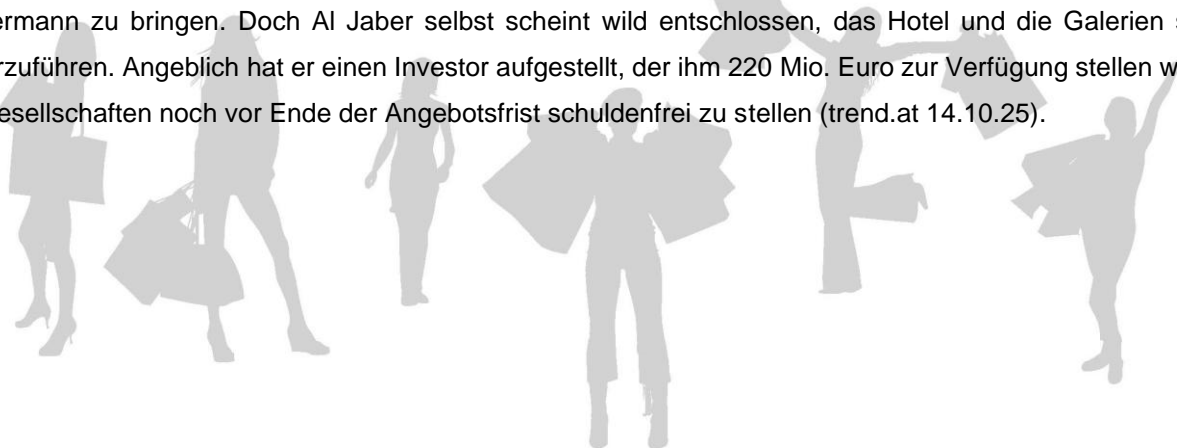 ermann zu bringen. Doch Al Jaber selbst scheint wild entschlossen, das Hotel und die Galerien s
rzuführen. Angeblich hat er einen Investor aufgestellt, der ihm 220 Mio. Euro zur Verfügung stellen w
esellschaften noch vor Ende der Angebotsfrist schuldenfrei zu stellen (trend.at 14.10.25).